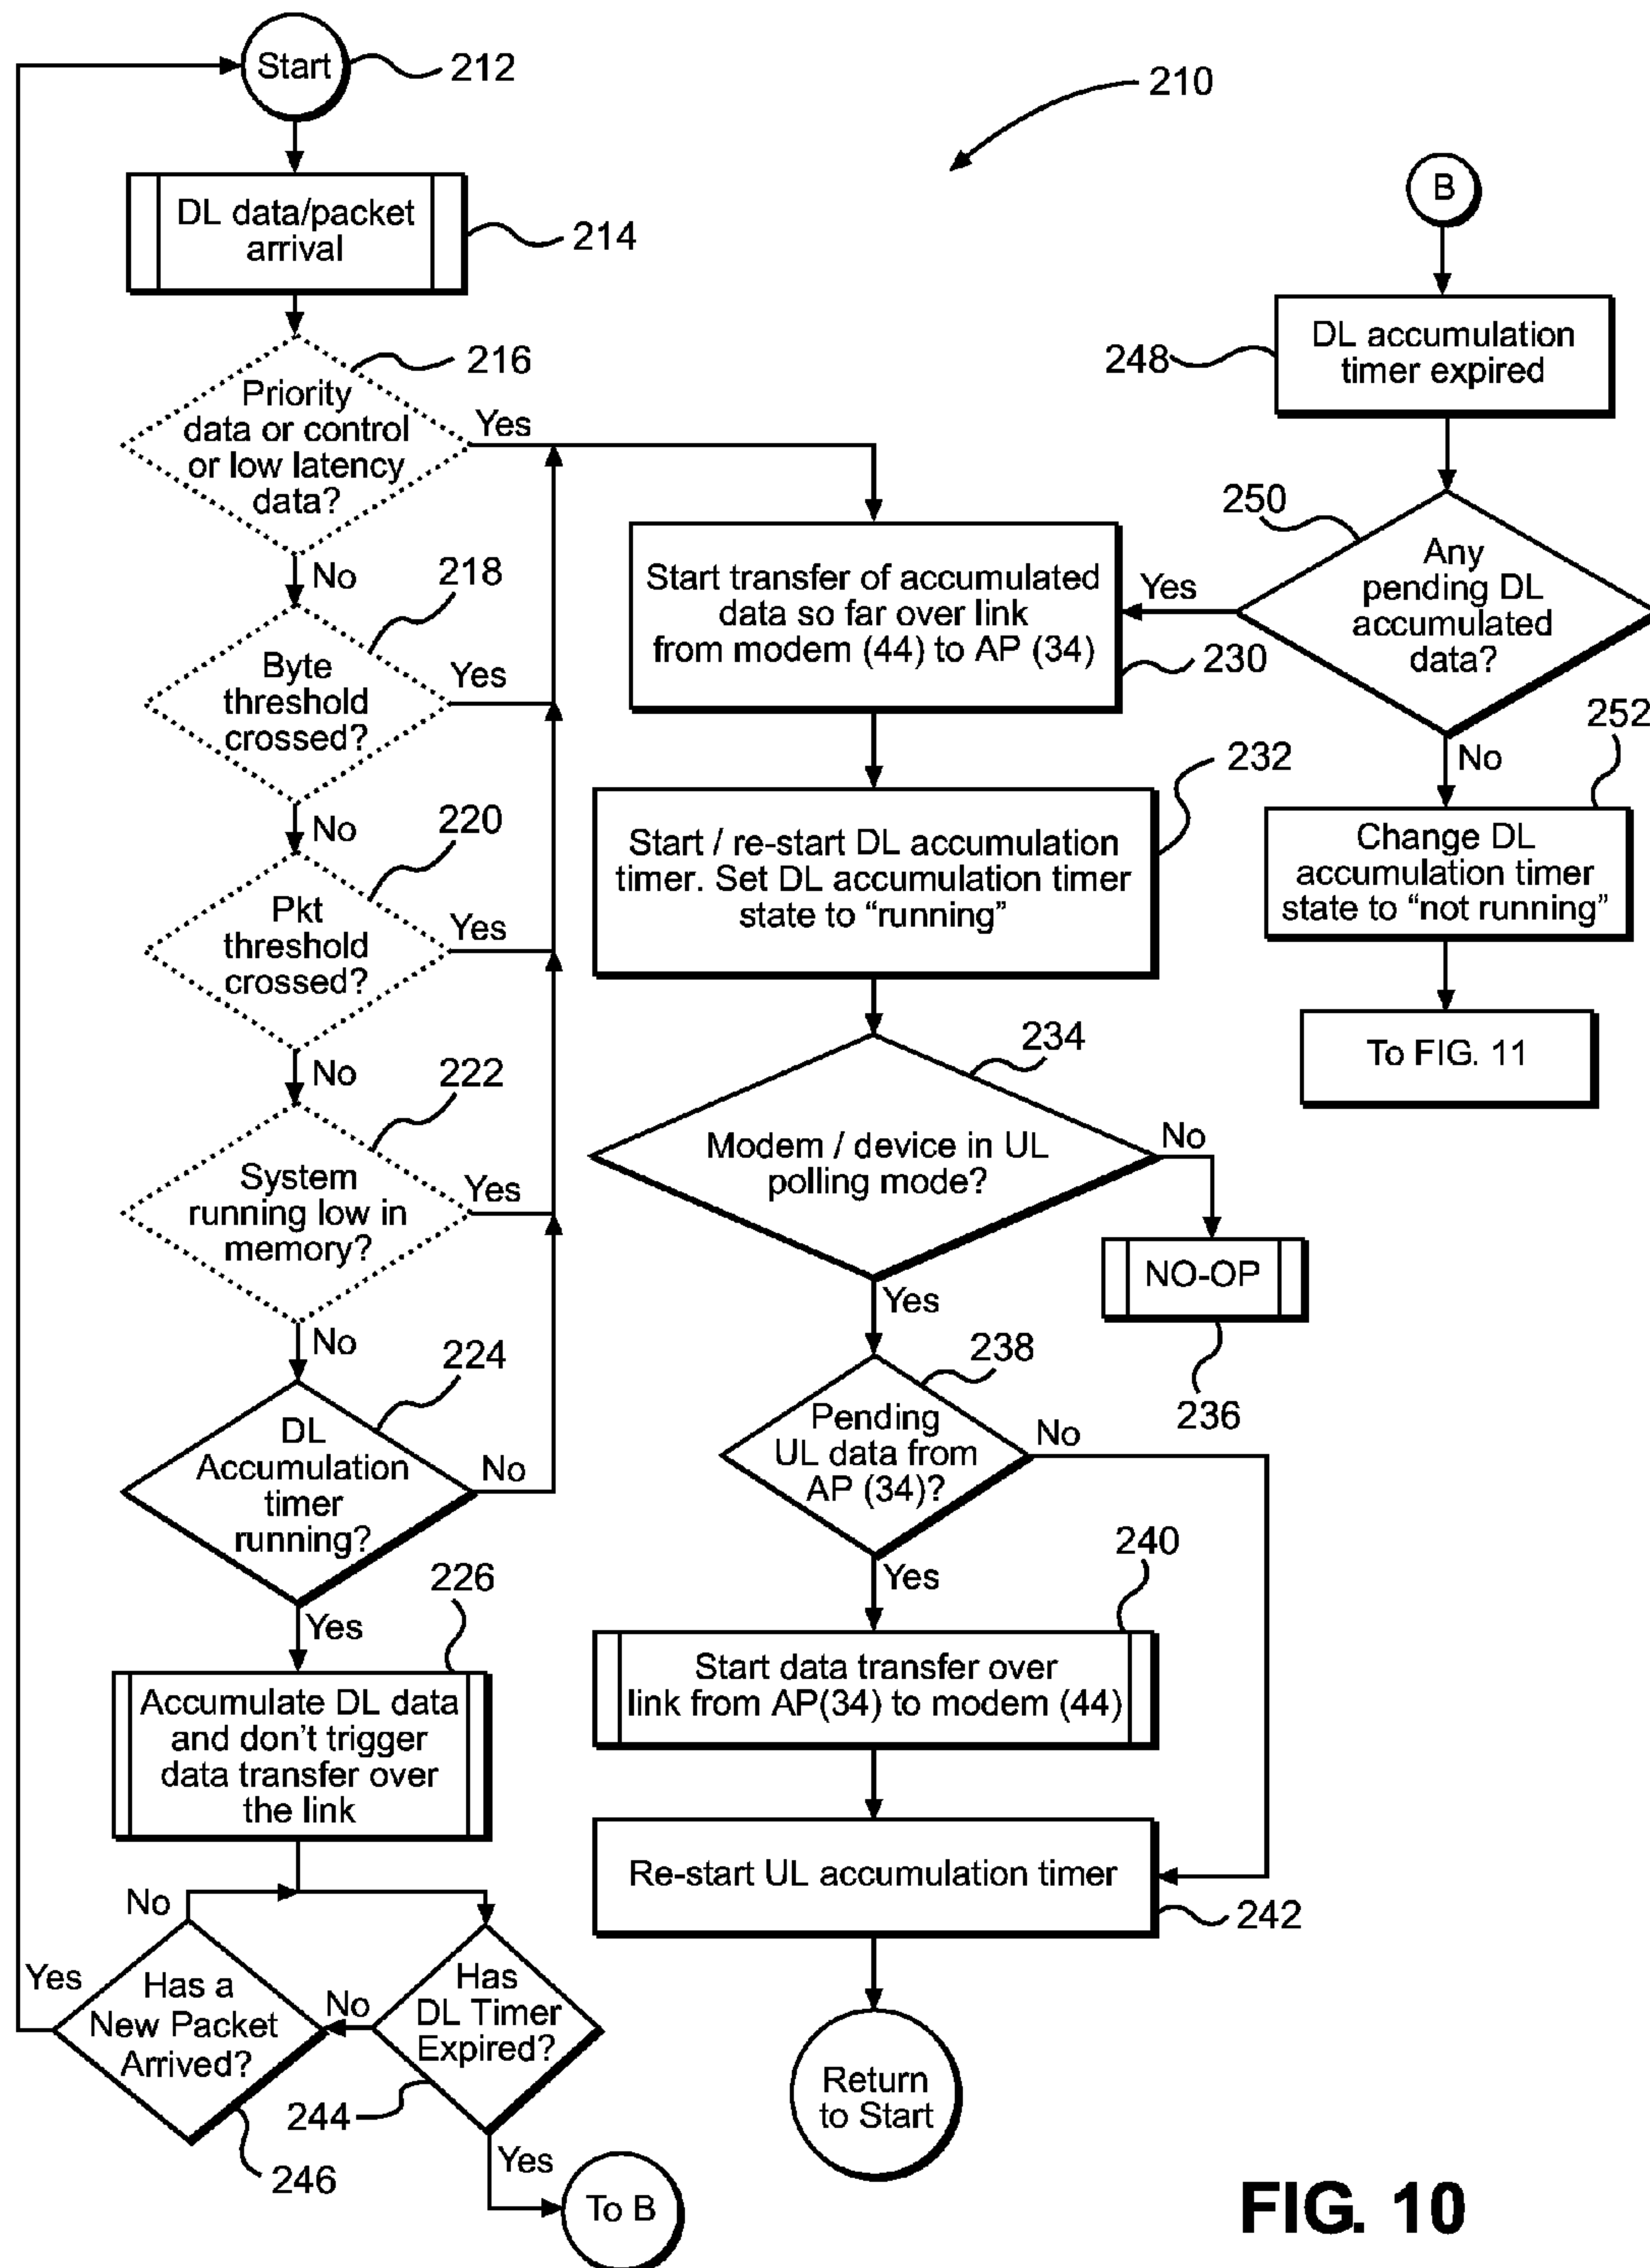 Start
212
210
DL data/packet
arrival
214
B
DL accumulation
timer expired
248
216
Priority
data or control
or low latency
data?
Yes
No
218
Byte
threshold
crossed?
Yes
No
220
Pkt
threshold
crossed?
Yes
No
222
System
running low in
memory?
Yes
No
224
DL
Accumulation
timer
running?
No
Yes
226
Accumulate DL data
and don't trigger
data transfer over
the link
No
Yes
Has a
New Packet
Arrived?
246
No
Has
DL Timer
Expired?
244
Yes
To B
Start transfer of accumulated
data so far over link
from modem (44) to AP (34)
230
232
Start / re-start DL accumulation
timer. Set DL accumulation timer
state to “running”
234
Modem / device in UL
polling mode?
No
NO-OP
236
Yes
238
Pending
UL data from
AP (34)?
No
Yes
240
Start data transfer over
link from AP(34) to modem (44)
Re-start UL accumulation timer
242
Return
to Start
250
Any
pending DL
accumulated
data?
Yes
No
252
Change DL
accumulation timer
state to “not running”
To FIG. 11
FIG. 10